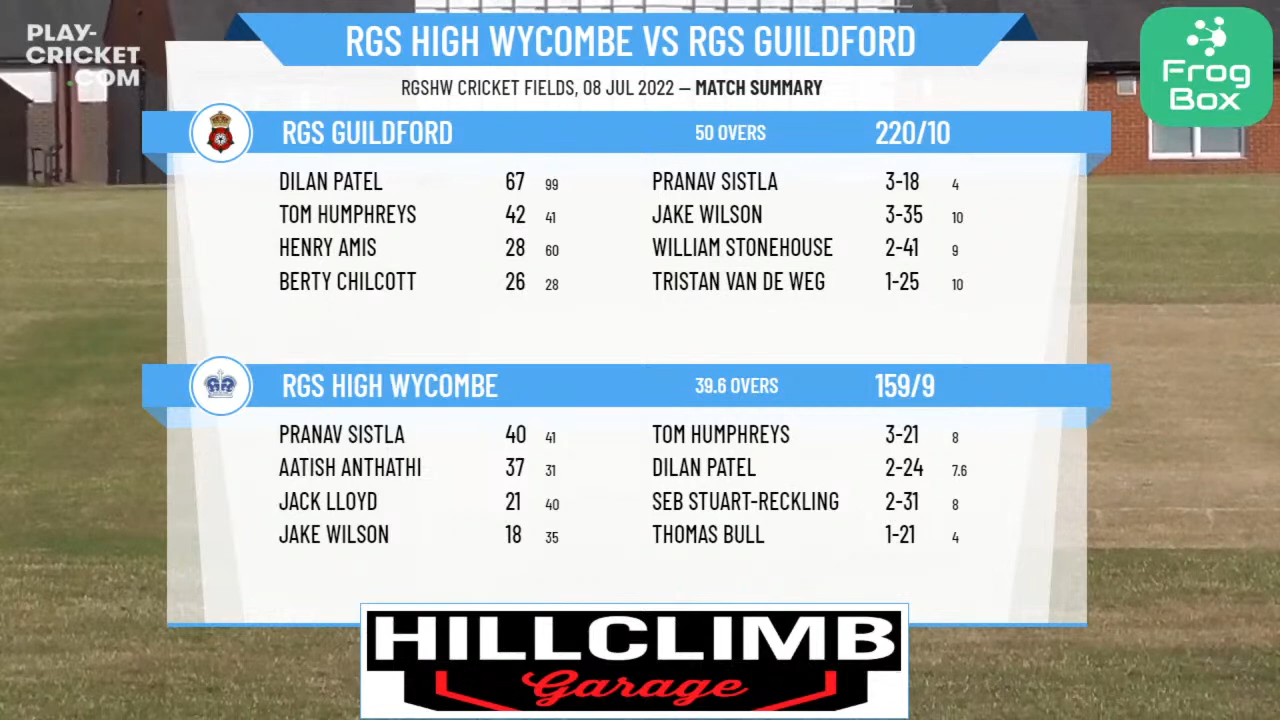 PLAY-
CRICKET
.COM
RGS HIGH WYCOMBE VS RGS GUILDFORD
Frog
Box
RGSHW CRICKET FIELDS, 08 JUL 2022 – MATCH SUMMARY
RGS GUILDFORD 50 OVERS 220/10
DILAN PATEL 67 99 PRANAV SISTLA 3-18 4
TOM HUMPHREYS 42 41 JAKE WILSON 3-35 10
HENRY AMIS 28 60 WILLIAM STONEHOUSE 2-41 9
BERTY CHILCOTT 26 28 TRISTAN VAN DE WEG 1-25 10
RGS HIGH WYCOMBE 39.6 OVERS 159/9
PRANAV SISTLA 40 41 TOM HUMPHREYS 3-21 8
AATISH ANTHATHI 37 31 DILAN PATEL 2-24 7.6
JACK LLOYD 21 40 SEB STUART-RECKLING 2-31 8
JAKE WILSON 18 35 THOMAS BULL 1-21 4
HILLCLIMB
Garage